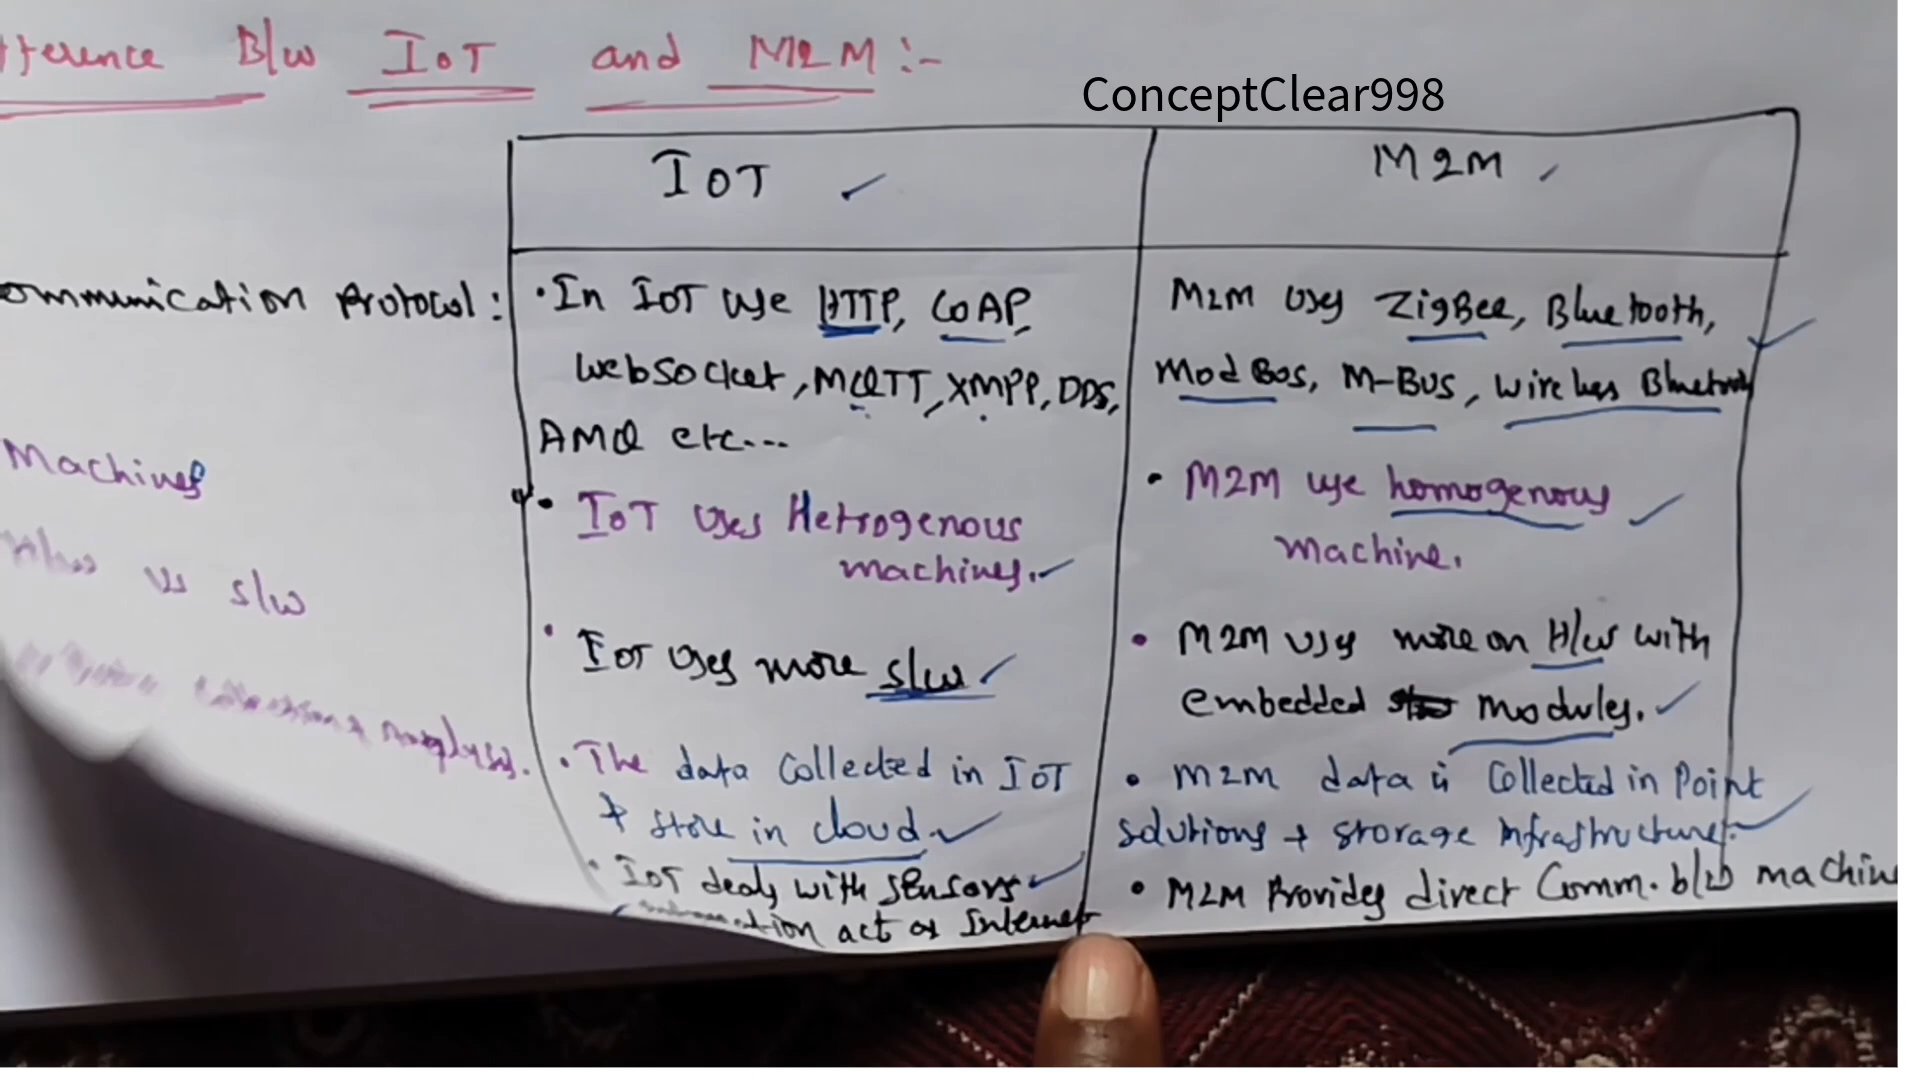 fference B/w IoT and M2M :-
ConceptClear998
IoT
M2M
ommunication Protocol :
• In IoT use HTTP, CoAP,
WebSocket, MQTT, XMPP, DDS,
AMQ etc...
M2M uses ZigBee, Bluetooth,
ModBos, M-BUS, Wireless Bluetooth
Machines
• IoT uses Hetrogenous
machines.
• M2M use homogenous
machine.
H/w vs s/w
• IoT uses more s/w
• M2M uses more on H/w with
embedded modules.
Analysis.
• The data Collected in IoT
+ store in cloud
• M2M data is Collected in Point
solutions + storage infrastructure.
• IoT deals with sensors
act as Internet
• M2M Provides direct Comm. b/w machine